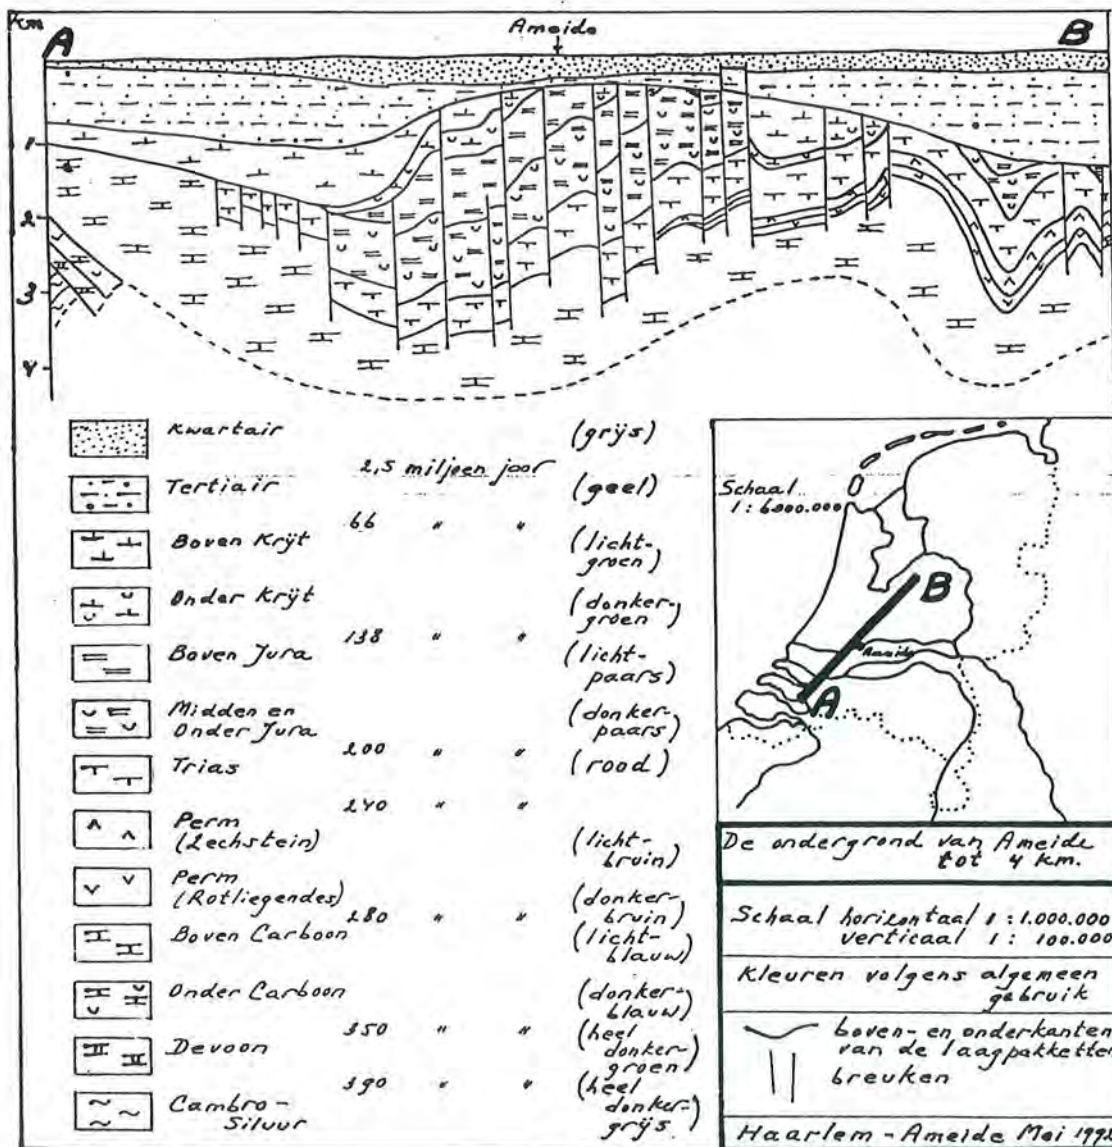 km
A
Ameide
B
1
2
3
4
Kwartair (grijs)
2,5 miljoen jaar
Tertiair (geel)
66 " "
Boven Krijt (licht-
groen)
Onder Krijt (donker-
groen)
138 " "
Boven Jura (licht-
paars)
Midden en (donker-
Onder Jura paars)
200 " "
Trias (rood)
240 " "
Perm (licht-
(Zechstein) bruin)
Perm (donker-
(Rotliegendes) bruin)
280 " "
Boven Carboon (licht-
blauw)
Onder Carboon (donker-
blauw)
350 " "
Devoon (heel
donker-
groen)
390 " "
Cambro- (heel
Siluur donker-
grijs)
Schaal
1:6000.000
B
Ameide
A
De ondergrond van Ameide
tot 4 km.
Schaal horizontaal 1:1.000.000
verticaal 1: 100.000
Kleuren volgens algemeen
gebruik
boven- en onderkanten
van de laagpakketten
breuken
Haarlem - Ameide Mei 1995